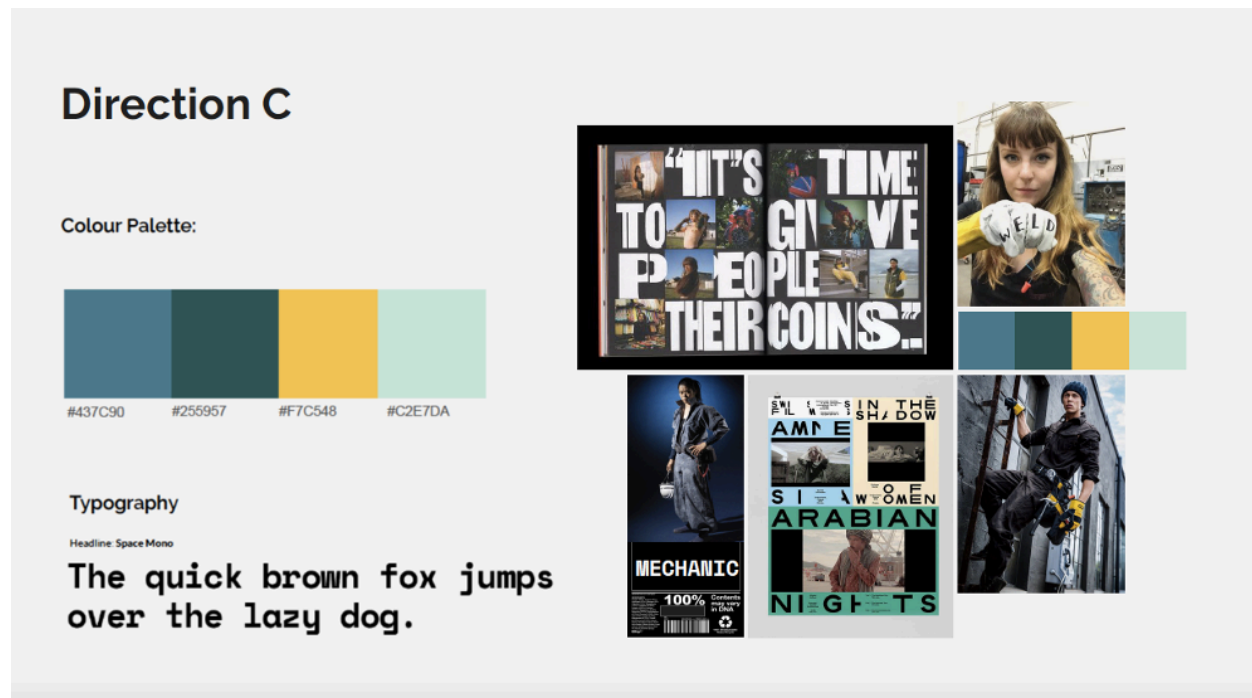 Direction C
Colour Palette:
#437C90 #255957 #F7C548 #C2E7DA
Typography
Headline: Space Mono
The quick brown fox jumps
over the lazy dog.
“IT”S TIME
TO GIVE
PEOPLE
THEIR COINS.”
WELD
MECHANIC
100%
Contents
may vary
in DNA
IN THE
SHADOW
OF
WOMEN
ARABIAN
NIGHTS